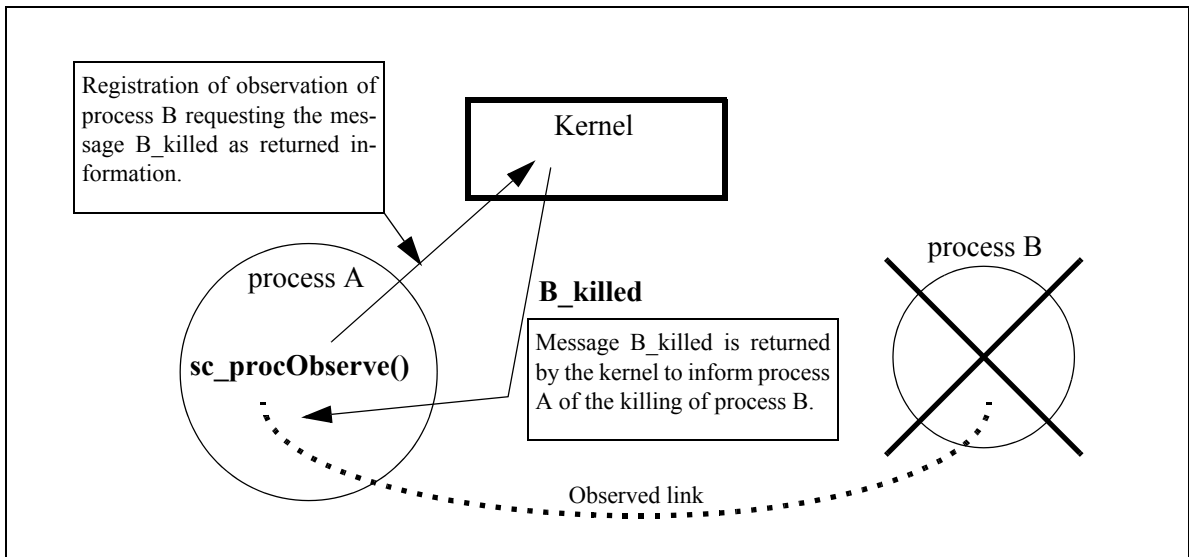 Registration of observation of
process B requesting the mes-
sage B_killed as returned in-
formation.
Kernel
process A
sc_procObserve()
B_killed
Message B_killed is returned
by the kernel to inform process
A of the killing of process B.
process B
Observed link